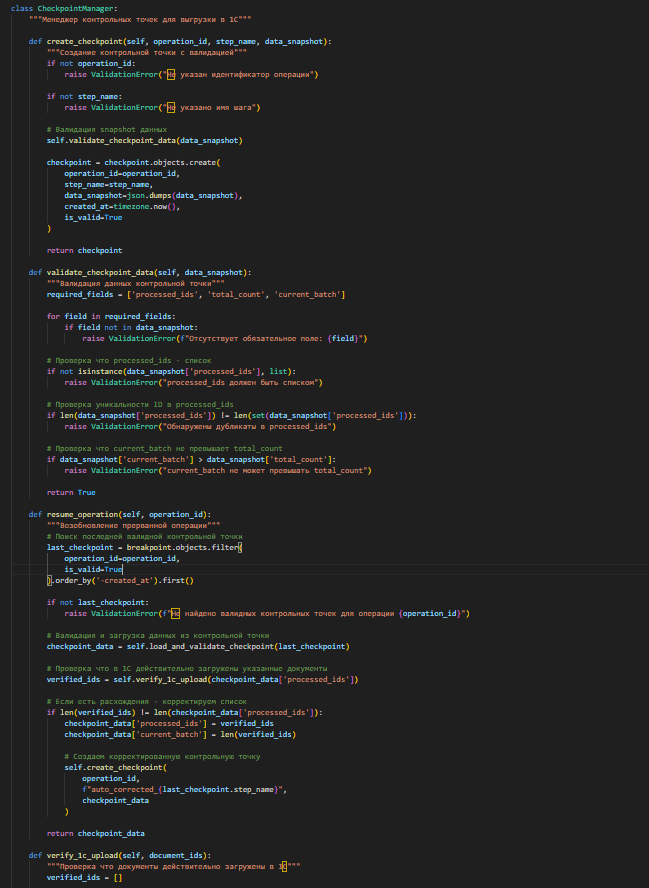 class CheckpointManager:
"""Менеджер контрольных точек для выгрузки в 1С"""
def create_checkpoint(self, operation_id, step_name, data_snapshot):
"""Создание контрольной точки с валидацией"""
if not operation_id:
raise ValidationError("Не указан идентификатор операции")
if not step_name:
raise ValidationError("Не указано имя шага")
# Валидация snapshot данных
self.validate_checkpoint_data(data_snapshot)
checkpoint = checkpoint.objects.create(
operation_id=operation_id,
step_name=step_name,
data_snapshot=json.dumps(data_snapshot),
created_at=timezone.now(),
is_valid=True
)
return checkpoint
def validate_checkpoint_data(self, data_snapshot):
"""Валидация данных контрольной точки"""
required_fields = ['processed_ids', 'total_count', 'current_batch']
for field in required_fields:
if field not in data_snapshot:
raise ValidationError(f"Отсутствует обязательное поле: {field}")
# Проверка что processed_ids - список
if not isinstance(data_snapshot['processed_ids'], list):
raise ValidationError("processed_ids должен быть списком")
# Проверка уникальности ID в processed_ids
if len(data_snapshot['processed_ids']) != len(set(data_snapshot['processed_ids'])):
raise ValidationError("Обнаружены дубликаты в processed_ids")
# Проверка что current_batch не превышает total_count
if data_snapshot['current_batch'] > data_snapshot['total_count']:
raise ValidationError("current_batch не может превышать total_count")
return True
def resume_operation(self, operation_id):
"""Возобновление прерванной операции"""
# Поиск последней валидной контрольной точки
last_checkpoint = breakpoint.objects.filter(
operation_id=operation_id,
is_valid=True
).order_by('-created_at').first()
if not last_checkpoint:
raise ValidationError(f"Не найдено валидных контрольных точек для операции {operation_id}")
# Валидация и загрузка данных из контрольной точки
checkpoint_data = self.load_and_validate_checkpoint(last_checkpoint)
# Проверка что в 1С действительно загружены указанные документы
verified_ids = self.verify_1c_upload(checkpoint_data['processed_ids'])
# Если есть расхождения - корректируем список
if len(verified_ids) != len(checkpoint_data['processed_ids']):
checkpoint_data['processed_ids'] = verified_ids
checkpoint_data['current_batch'] = len(verified_ids)
# Создаем корректированную контрольную точку
self.create_checkpoint(
operation_id,
f"auto_corrected_{last_checkpoint.step_name}",
checkpoint_data
)
return checkpoint_data
def verify_1c_upload(self, document_ids):
"""Проверка что документы действительно загружены в 1С"""
verified_ids = []